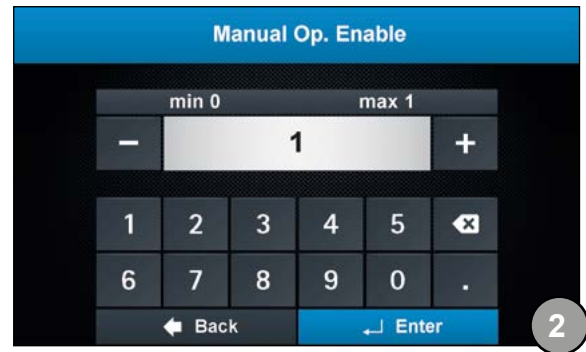 Manual Op. Enable
min 0 max 1
− 1 +
1 2 3 4 5
6 7 8 9 0 .
Back Enter
2